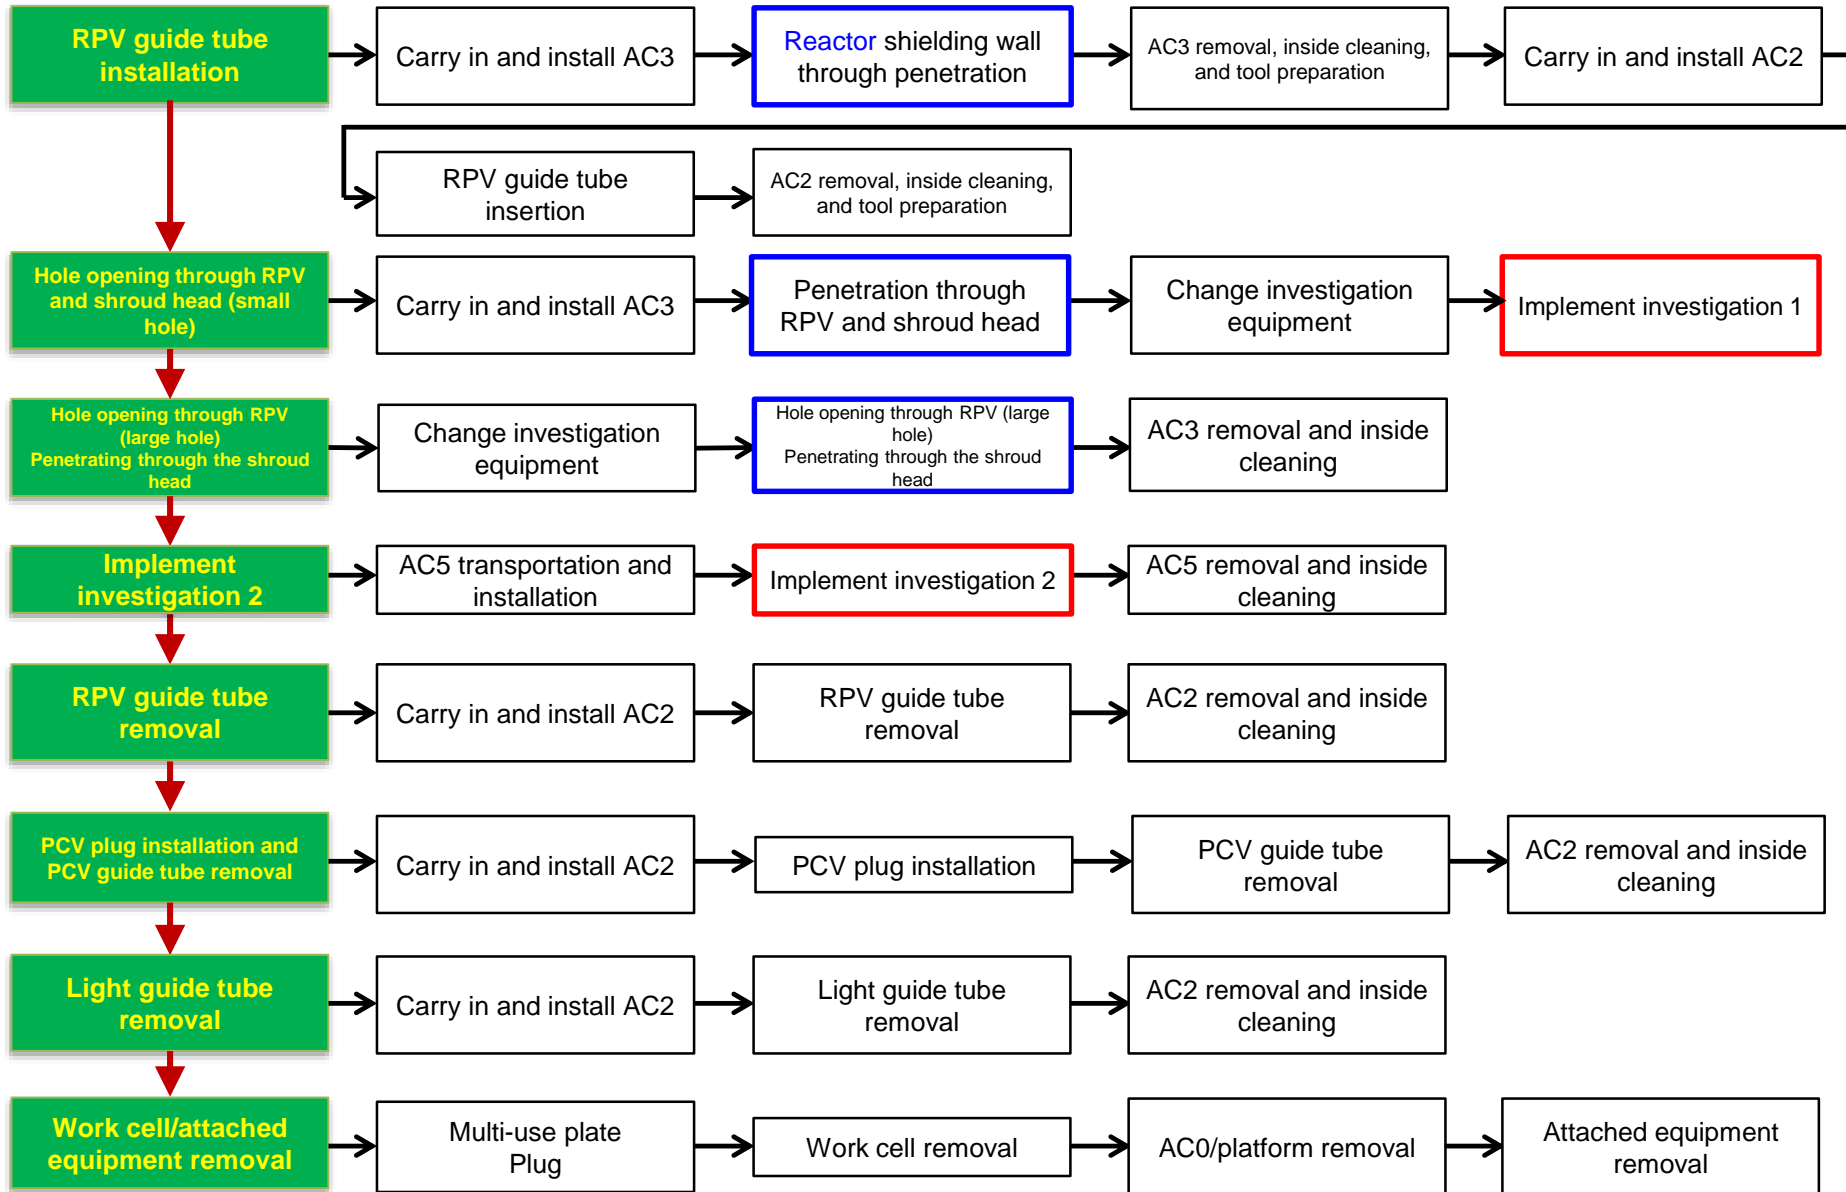 RPV guide tube
installation
Carry in and install AC3
Reactor shielding wall
through penetration
AC3 removal, inside cleaning,
and tool preparation
Carry in and install AC2
RPV guide tube
insertion
AC2 removal, inside cleaning,
and tool preparation
Hole opening through RPV
and shroud head (small
hole)
Carry in and install AC3
Penetration through
RPV and shroud head
Change investigation
equipment
Implement investigation 1
Hole opening through RPV
(large hole)
Penetrating through the shroud
head
Change investigation
equipment
Hole opening through RPV (large
hole)
Penetrating through the shroud
head
AC3 removal and inside
cleaning
Implement
investigation 2
AC5 transportation and
installation
Implement investigation 2
AC5 removal and inside
cleaning
RPV guide tube
removal
Carry in and install AC2
RPV guide tube
removal
AC2 removal and inside
cleaning
PCV plug installation and
PCV guide tube removal
Carry in and install AC2
PCV plug installation
PCV guide tube
removal
AC2 removal and inside
cleaning
Light guide tube
removal
Carry in and install AC2
Light guide tube
removal
AC2 removal and inside
cleaning
Work cell/attached
equipment removal
Multi-use plate
Plug
Work cell removal
AC0/platform removal
Attached equipment
removal